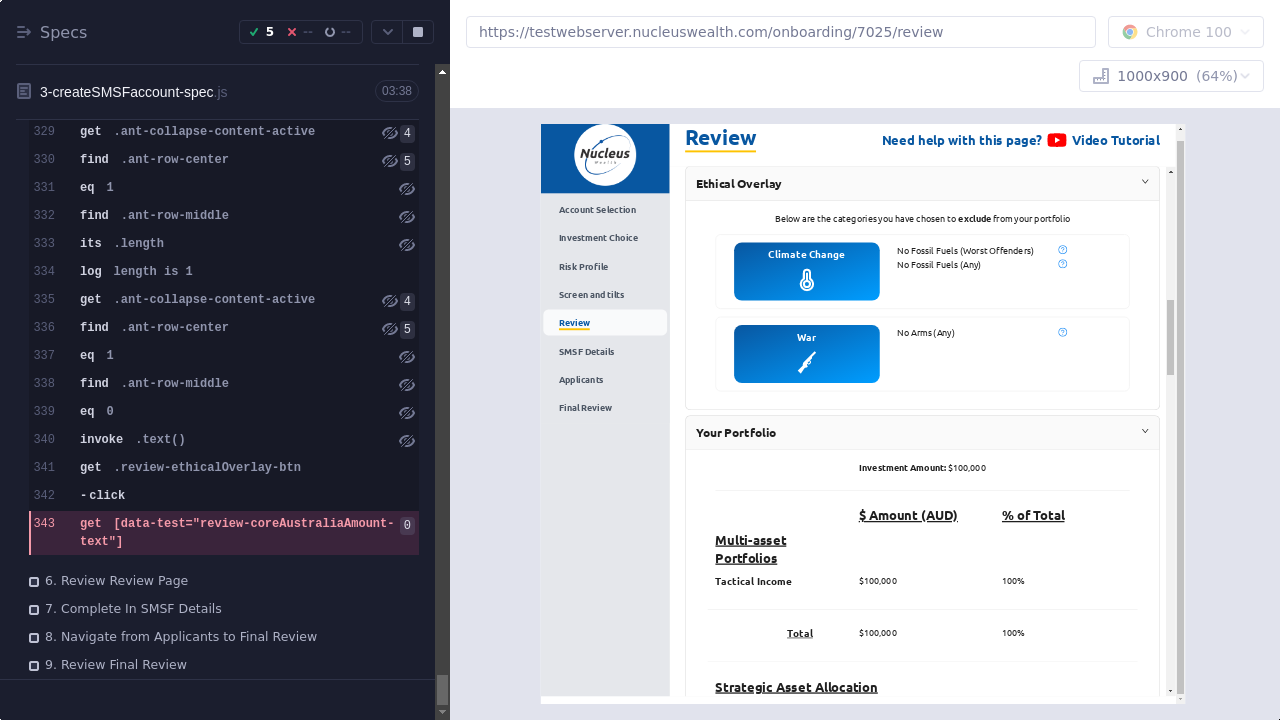 Specs
5
--
--
3-createSMSFaccount-spec.js
03:38
329 get .ant-collapse-content-active 4
330 find .ant-row-center 5
331 eq 1
332 find .ant-row-middle
333 its .length
334 log length is 1
335 get .ant-collapse-content-active 4
336 find .ant-row-center 5
337 eq 1
338 find .ant-row-middle
339 eq 0
340 invoke .text()
341 get .review-ethicalOverlay-btn
342 -click
343 get [data-test="review-coreAustraliaAmount-
text"] 0
6. Review Review Page
7. Complete In SMSF Details
8. Navigate from Applicants to Final Review
9. Review Final Review
https://testwebserver.nucleuswealth.com/onboarding/7025/review
Chrome 100
1000x900 (64%)
Nucleus
Wealth
Account Selection
Investment Choice
Risk Profile
Screen and tilts
Review
SMSF Details
Applicants
Final Review
Review
Need help with this page? Video Tutorial
Ethical Overlay
Below are the categories you have chosen to exclude from your portfolio
Climate Change
No Fossil Fuels (Worst Offenders)
No Fossil Fuels (Any)
War
No Arms (Any)
Your Portfolio
Investment Amount: $100,000
$ Amount (AUD) % of Total
Multi-asset
Portfolios
Tactical Income $100,000 100%
Total $100,000 100%
Strategic Asset Allocation